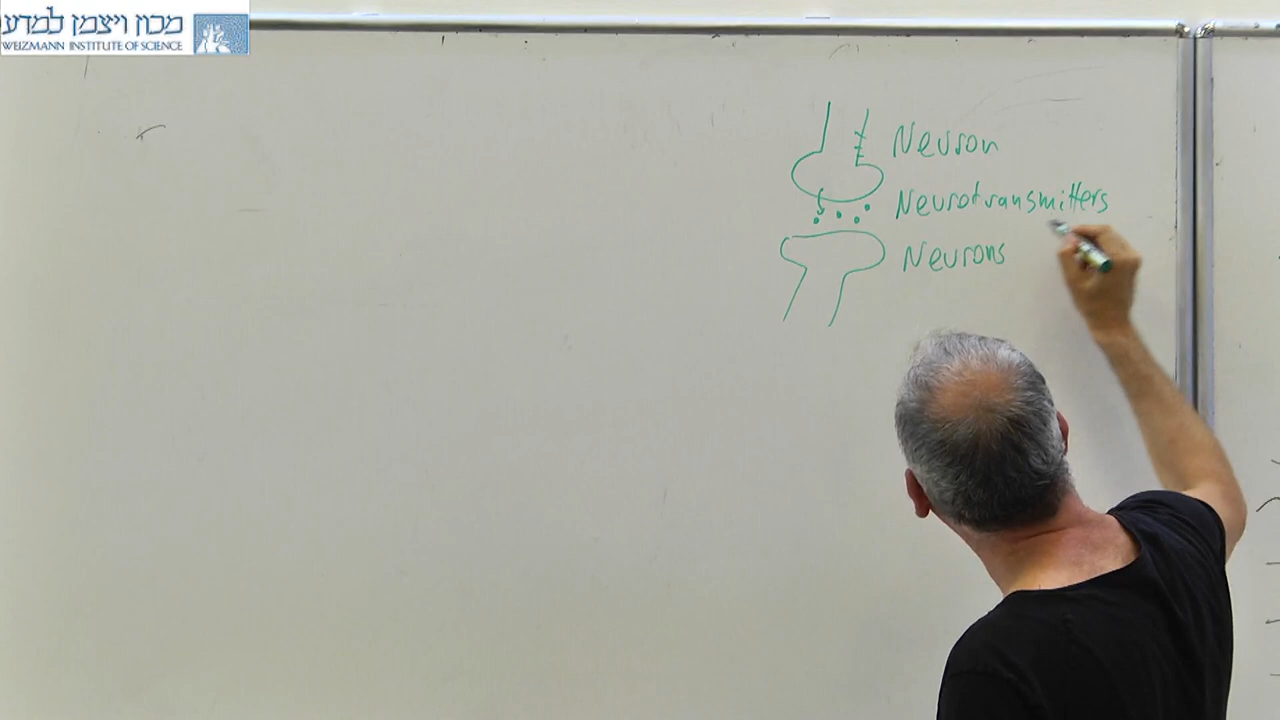 מכון ויצמן למדע
WEIZMANN INSTITUTE OF SCIENCE
Neuron
Neurotransmitters
Neurons